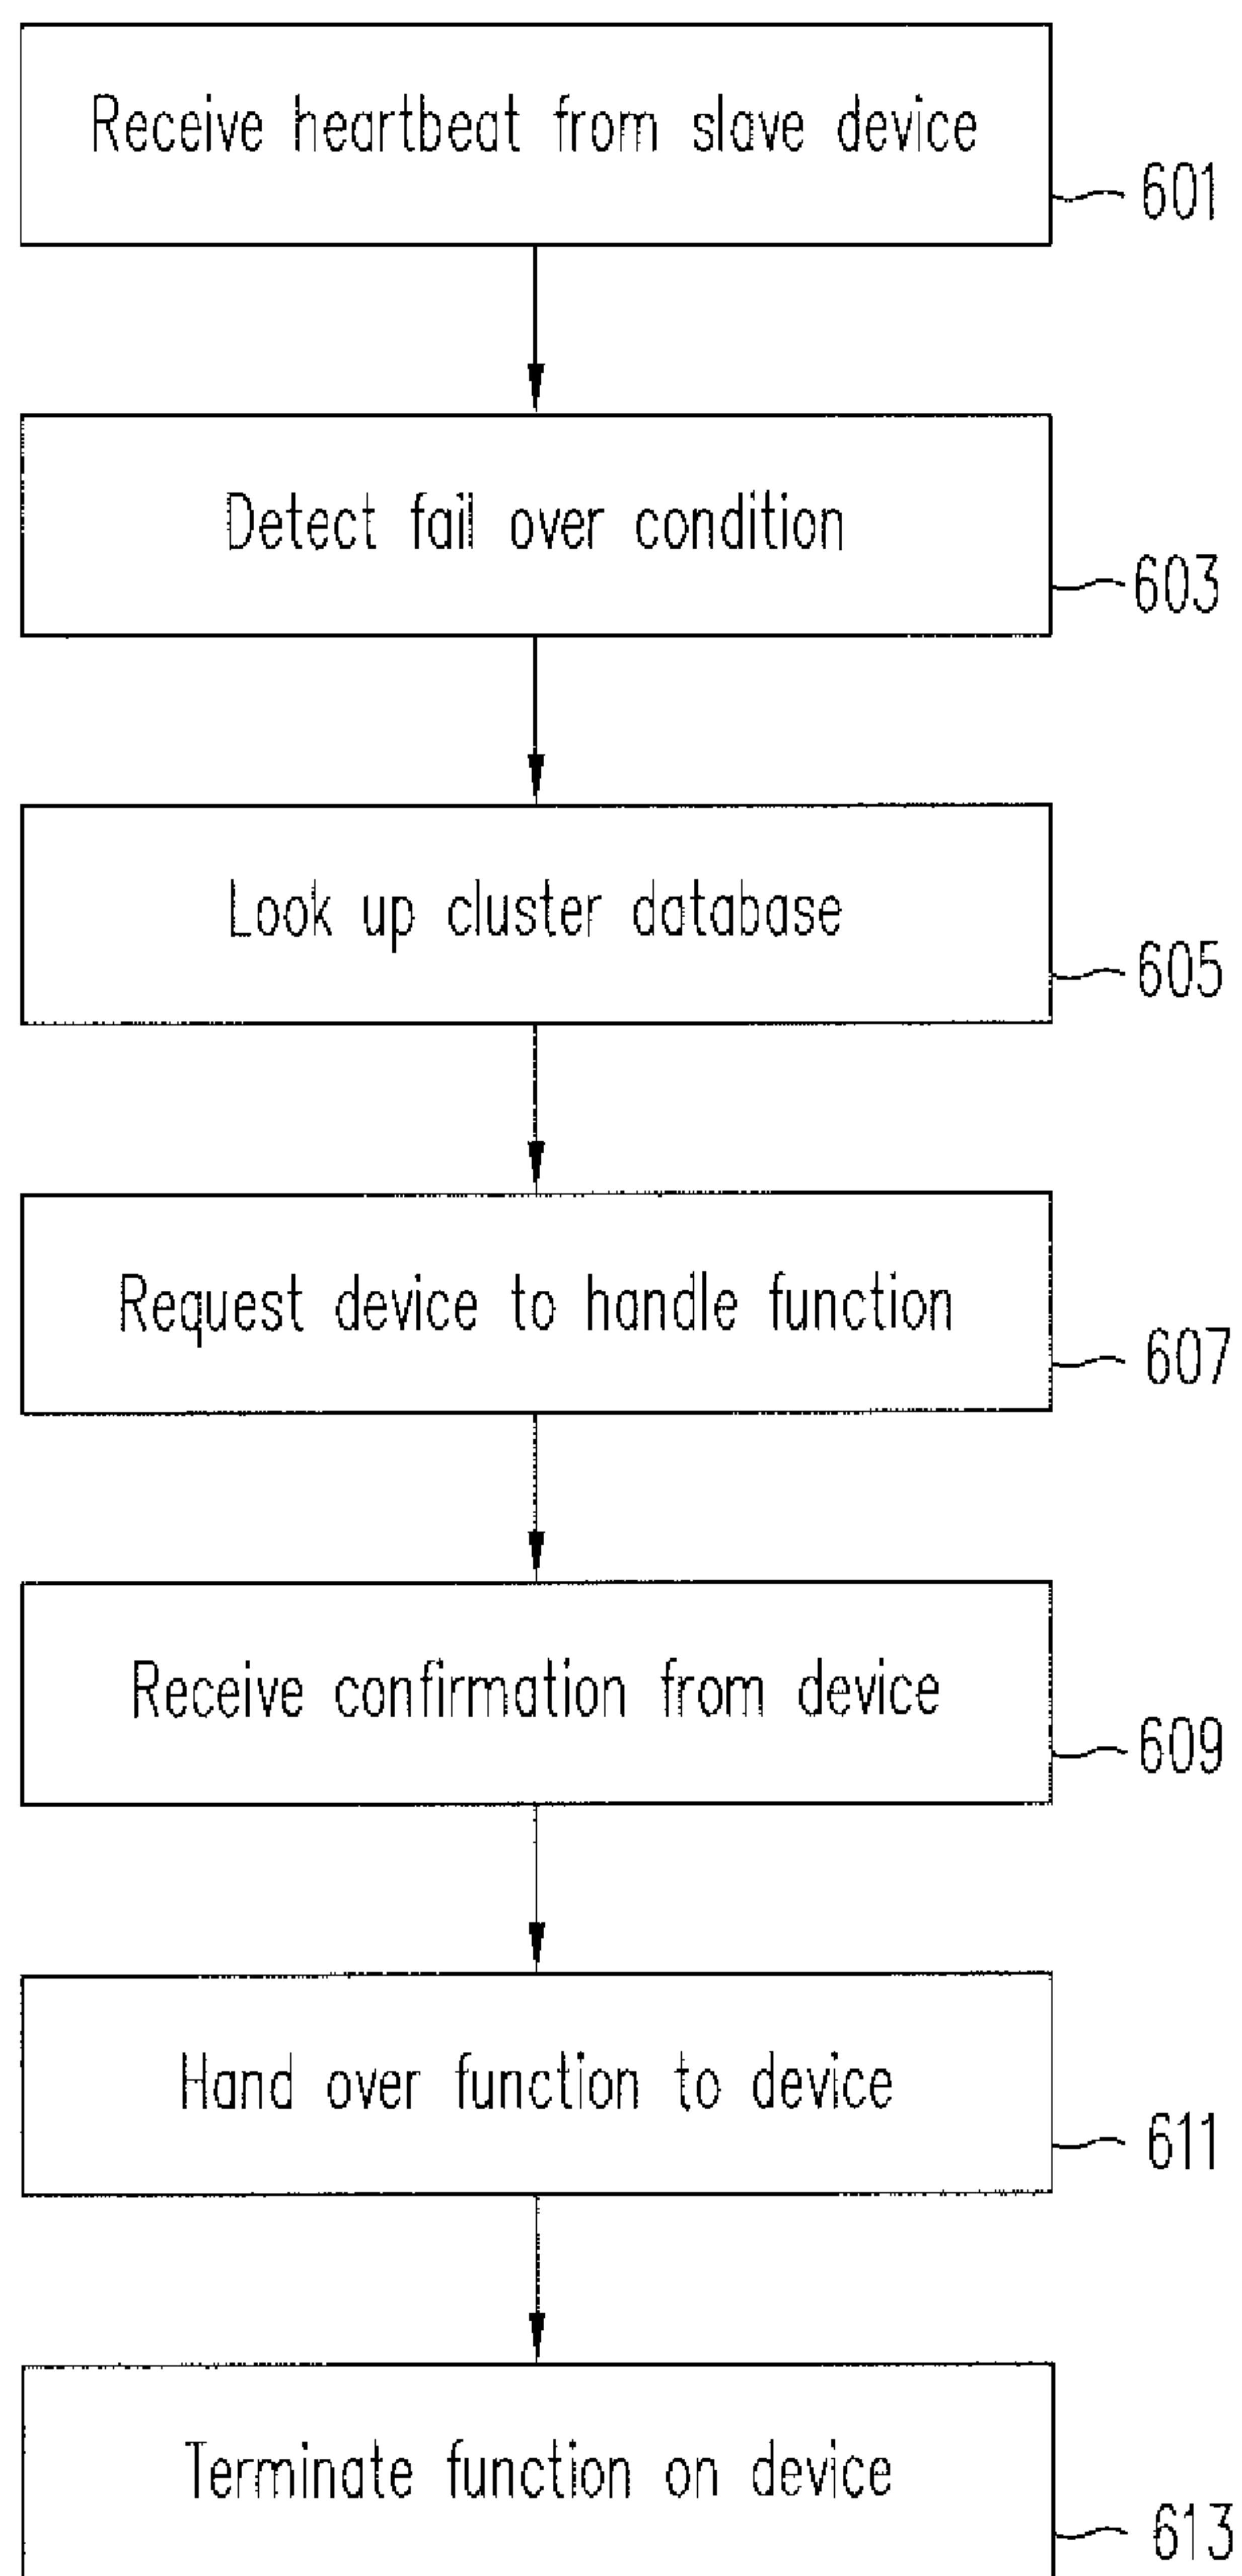 Receive heartbeat from slave device
601
Detect fail over condition
603
Look up cluster database
605
Request device to handle function
607
Receive confirmation from device
609
Hand over function to device
611
Terminate function on device
613